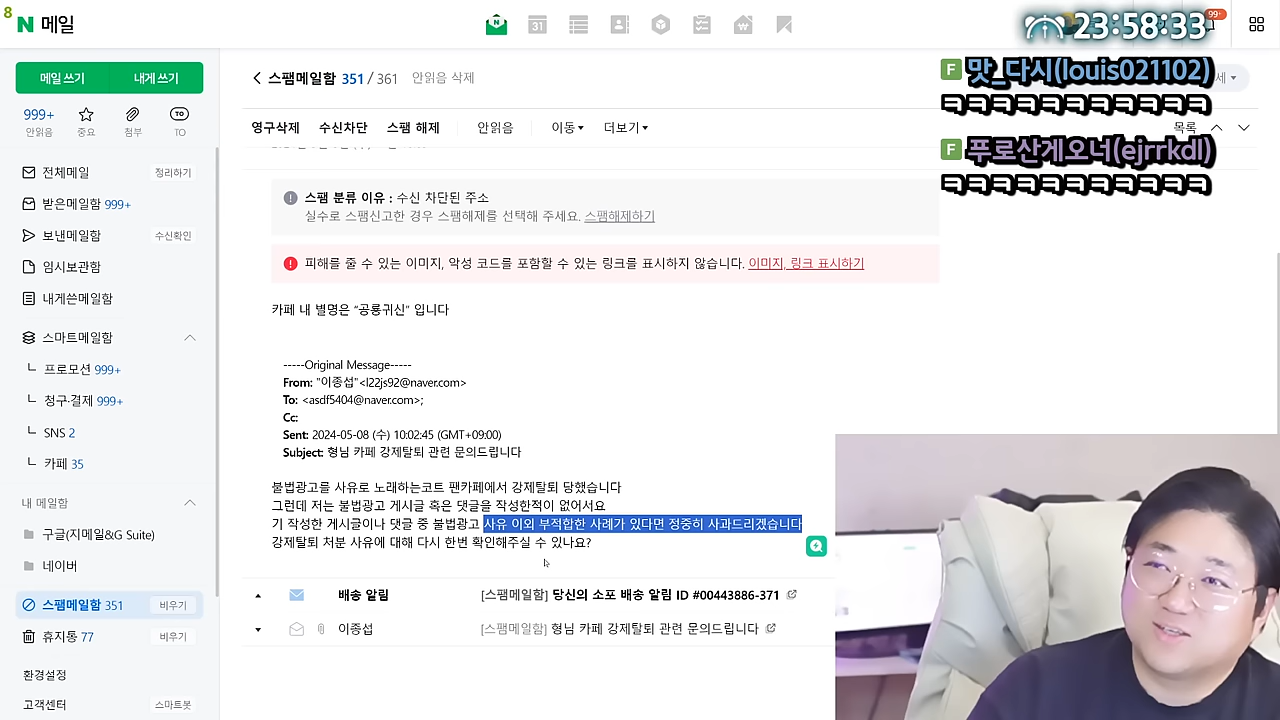 8
N 메일
31
99+
23:58:33
메일 쓰기
내게 쓰기
999+
안읽음
중요
첨부
TO
TO
스팸메일함 351 / 361 안읽음 삭제
영구삭제 수신차단 스팸 해제 안읽음 이동 더보기 목록
F 맛_다시(louis021102)
ㅋㅋㅋㅋㅋㅋㅋㅋㅋㅋㅋ
F 푸로산게오너(ejrrkdl)
ㅋㅋㅋㅋㅋㅋㅋㅋㅋㅋㅋ
전체메일 정리하기
받은메일함 999+
보낸메일함 수신확인
임시보관함
내게쓴메일함
스마트메일함
프로모션 999+
청구·결제 999+
SNS 2
카페 35
내 메일함
구글(지메일&G Suite)
네이버
스팸메일함 351 비우기
휴지통 77 비우기
환경설정
고객센터 스마트봇
스팸 분류 이유 : 수신 차단된 주소
실수로 스팸신고한 경우 스팸해제를 선택해 주세요. 스팸해제하기
피해를 줄 수 있는 이미지, 악성 코드를 포함할 수 있는 링크를 표시하지 않습니다. 이미지, 링크 표시하기
카페 내 별명은 “공룡귀신” 입니다
-----Original Message-----
From: "이종섭"<l22js92@naver.com>
To: <asdf5404@naver.com>;
Cc:
Sent: 2024-05-08 (수) 10:02:45 (GMT+09:00)
Subject: 형님 카페 강제탈퇴 관련 문의드립니다
불법광고를 사유로 노래하는코트 팬카페에서 강제탈퇴 당했습니다
그런데 저는 불법광고 게시글 혹은 댓글을 작성한적이 없어서요
기 작성한 게시글이나 댓글 중 불법광고 사유 이외 부적합한 사례가 있다면 정중히 사과드리겠습니다
강제탈퇴 처분 사유에 대해 다시 한번 확인해주실 수 있나요?
배송 알림 [스팸메일함] 당신의 소포 배송 알림 ID #00443886-371
이종섭 [스팸메일함] 형님 카페 강제탈퇴 관련 문의드립니다